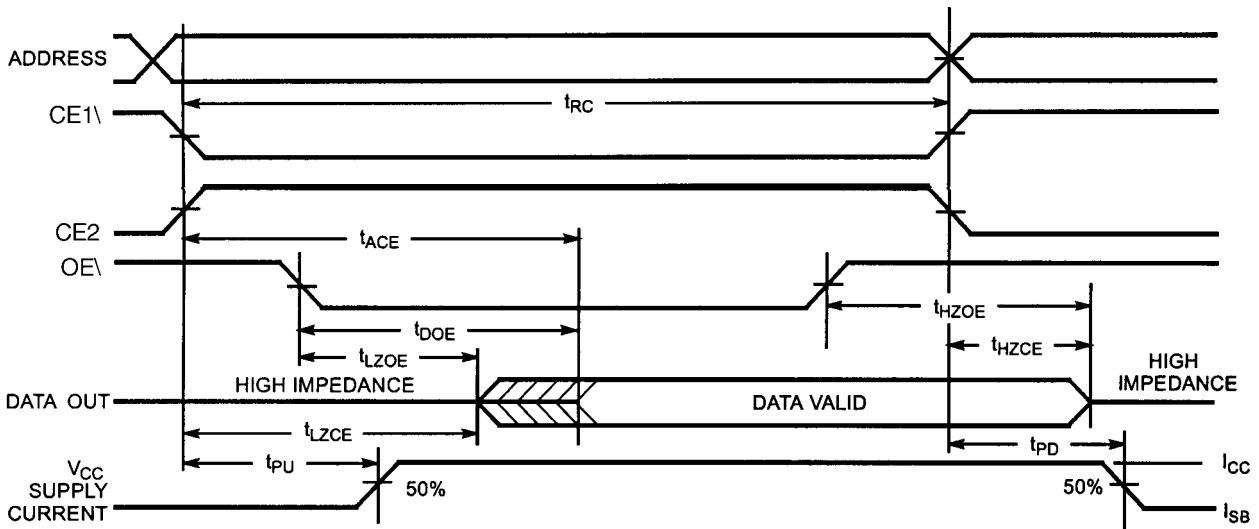 ADDRESS
tRC
CE1\
CE2
tACE
OE\
tHZOE
tDOE
tLZOE
tHZCE
HIGH IMPEDANCE
HIGH
IMPEDANCE
DATA OUT
DATA VALID
tLZCE
tPU
tPD
VCC
SUPPLY
CURRENT
50%
50%
ICC
ISB